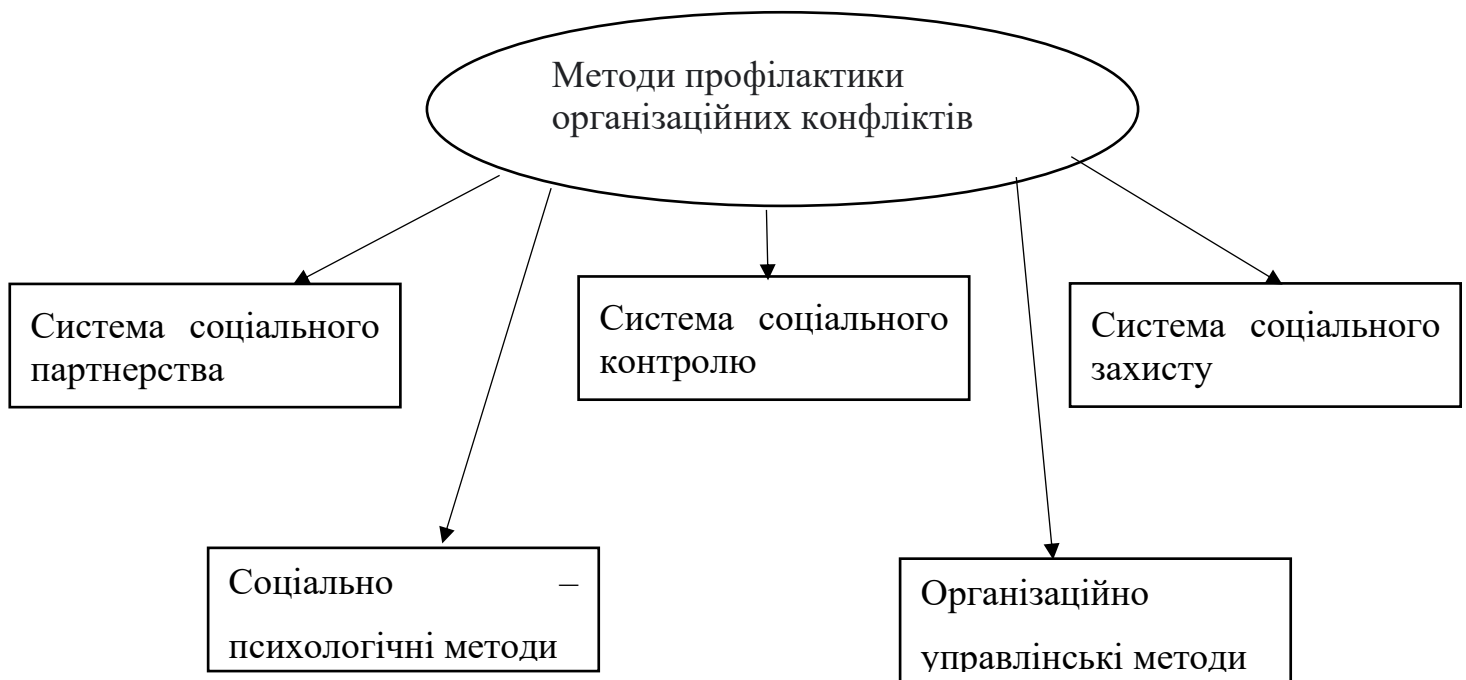 Методи профілактики
організаційних конфліктів
Система соціального
партнерства
Система соціального
контролю
Система соціального
захисту
Соціально –
психологічні методи
Організаційно
управлінські методи